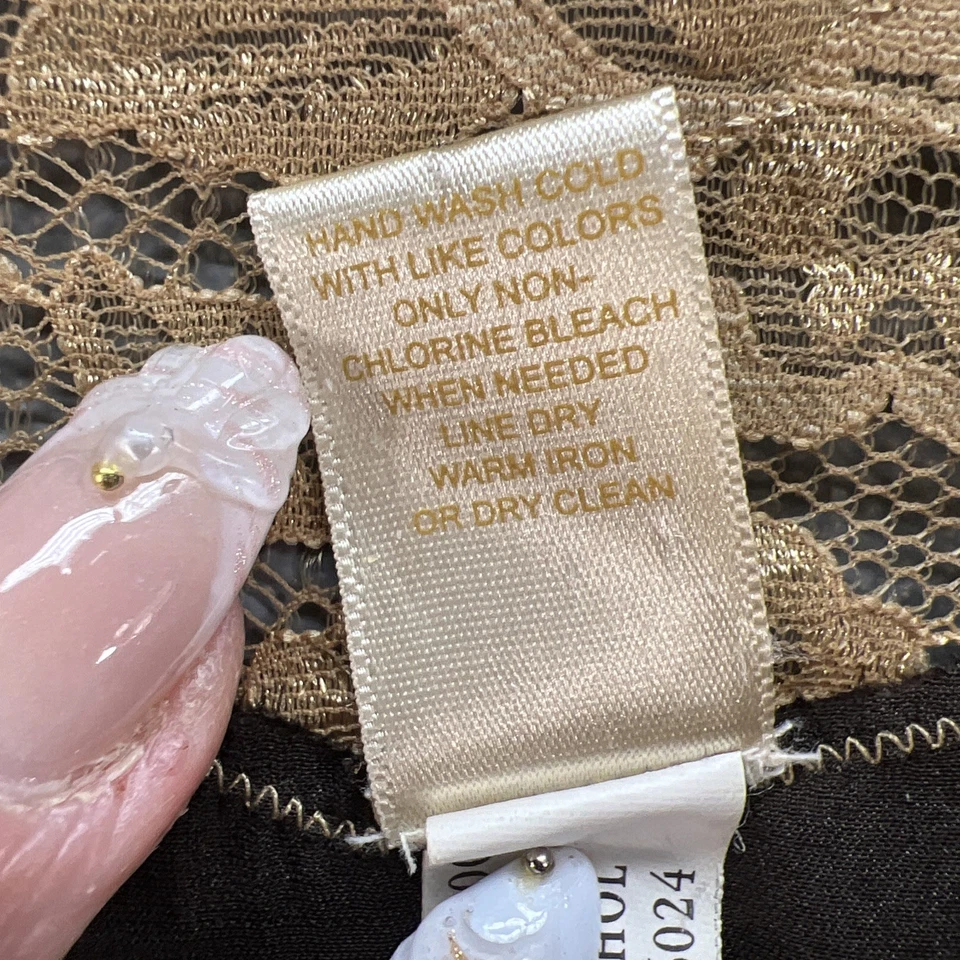 HAND WASH COLD
WITH LIKE COLORS
ONLY NON-
CHLORINE BLEACH
WHEN NEEDED
LINE DRY
WARM IRON
OR DRY CLEAN